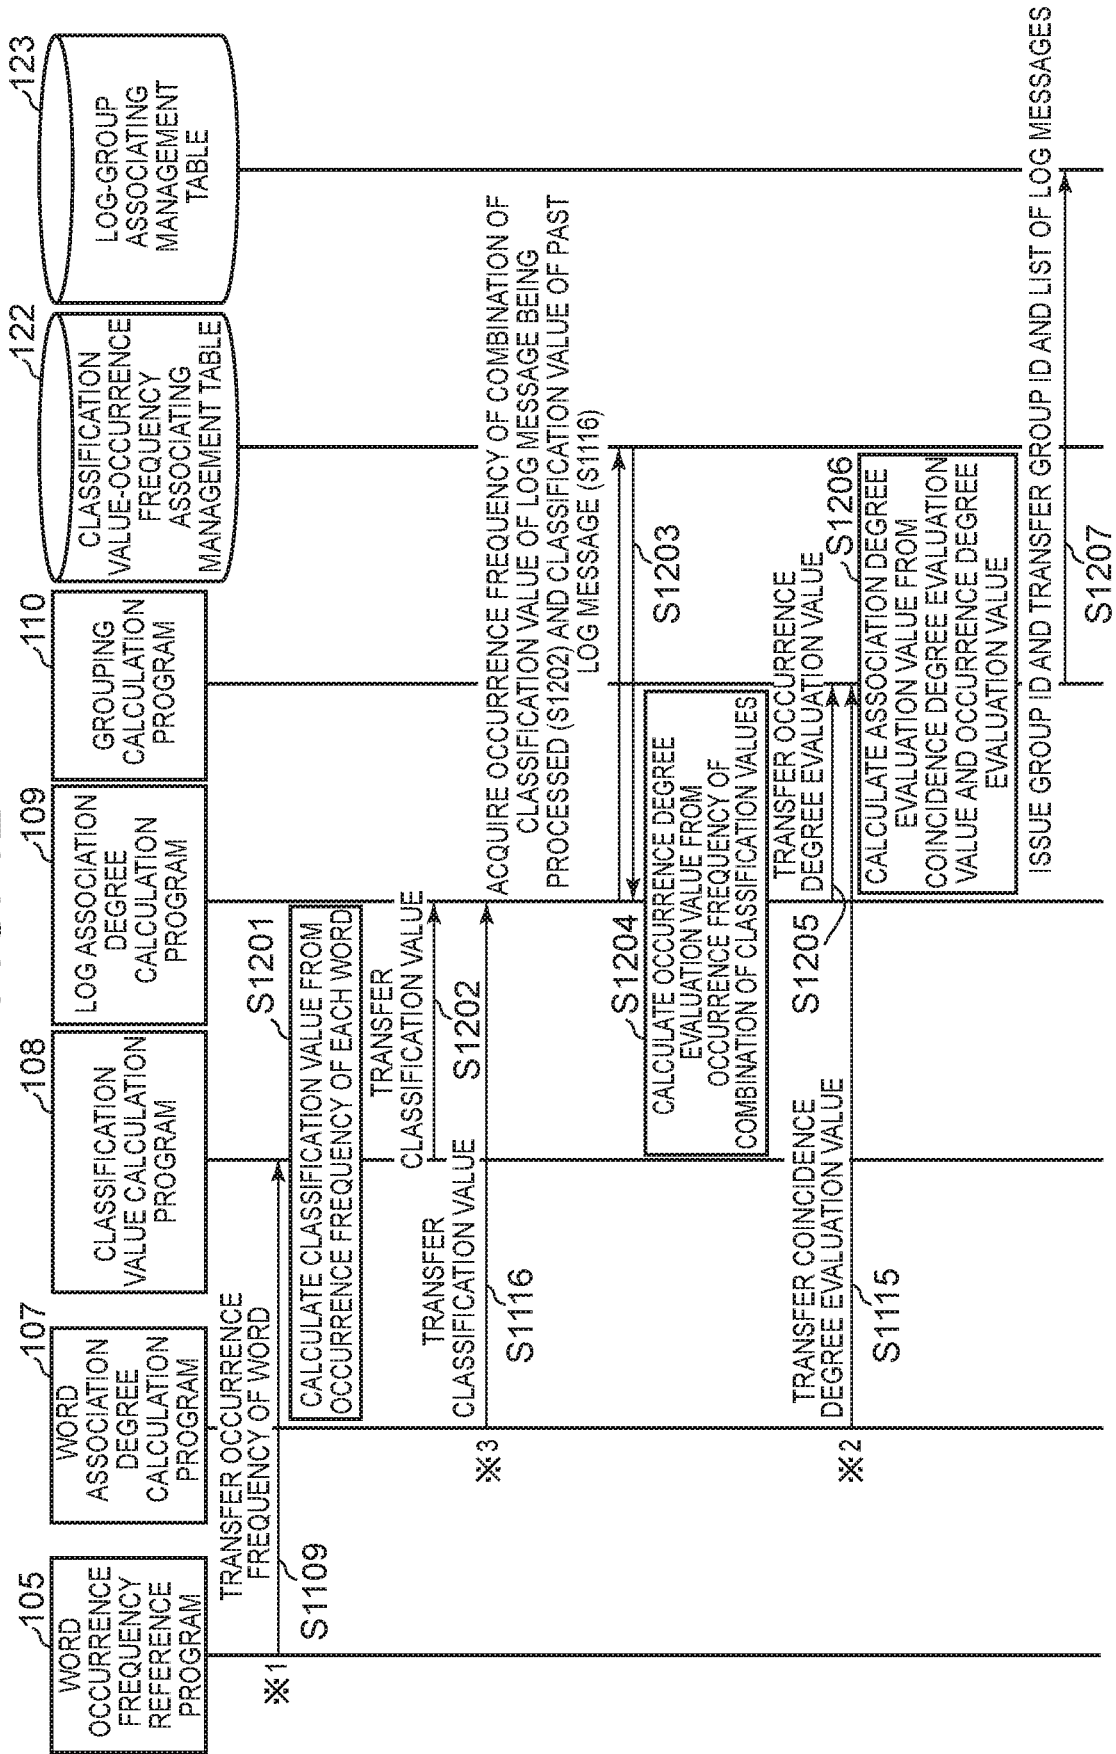 105
WORD
OCCURRENCE
FREQUENCY
REFERENCE
PROGRAM
107
WORD
ASSOCIATION
DEGREE
CALCULATION
PROGRAM
108
CLASSIFICATION
VALUE CALCULATION
PROGRAM
109
LOG ASSOCIATION
DEGREE
CALCULATION
PROGRAM
110
GROUPING
CALCULATION
PROGRAM
122
CLASSIFICATION
VALUE-OCCURRENCE
FREQUENCY
ASSOCIATING
MANAGEMENT TABLE
123
LOG-GROUP
ASSOCIATING
MANAGEMENT
TABLE
TRANSFER OCCURRENCE
FREQUENCY OF WORD
※1
S1109
S1201
CALCULATE CLASSIFICATION VALUE FROM
OCCURRENCE FREQUENCY OF EACH WORD
TRANSFER
CLASSIFICATION VALUE
S1202
TRANSFER
CLASSIFICATION VALUE
※3
S1116
ACQUIRE OCCURRENCE FREQUENCY OF COMBINATION OF
CLASSIFICATION VALUE OF LOG MESSAGE BEING
PROCESSED (S1202) AND CLASSIFICATION VALUE OF PAST
LOG MESSAGE (S1116)
S1203
S1204
CALCULATE OCCURRENCE DEGREE
EVALUATION VALUE FROM
OCCURRENCE FREQUENCY OF
COMBINATION OF CLASSIFICATION VALUES
TRANSFER OCCURRENCE
DEGREE EVALUATION VALUE
S1205
TRANSFER COINCIDENCE
DEGREE EVALUATION VALUE
※2
S1115
S1206
CALCULATE ASSOCIATION DEGREE
EVALUATION VALUE FROM
COINCIDENCE DEGREE EVALUATION
VALUE AND OCCURRENCE DEGREE
EVALUATION VALUE
ISSUE GROUP ID AND TRANSFER GROUP ID AND LIST OF LOG MESSAGES
S1207